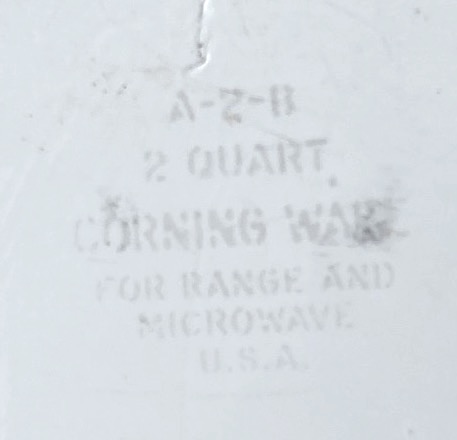 A-2-B
2 QUART
CORNING WARE
FOR RANGE AND
MICROWAVE
U.S.A.